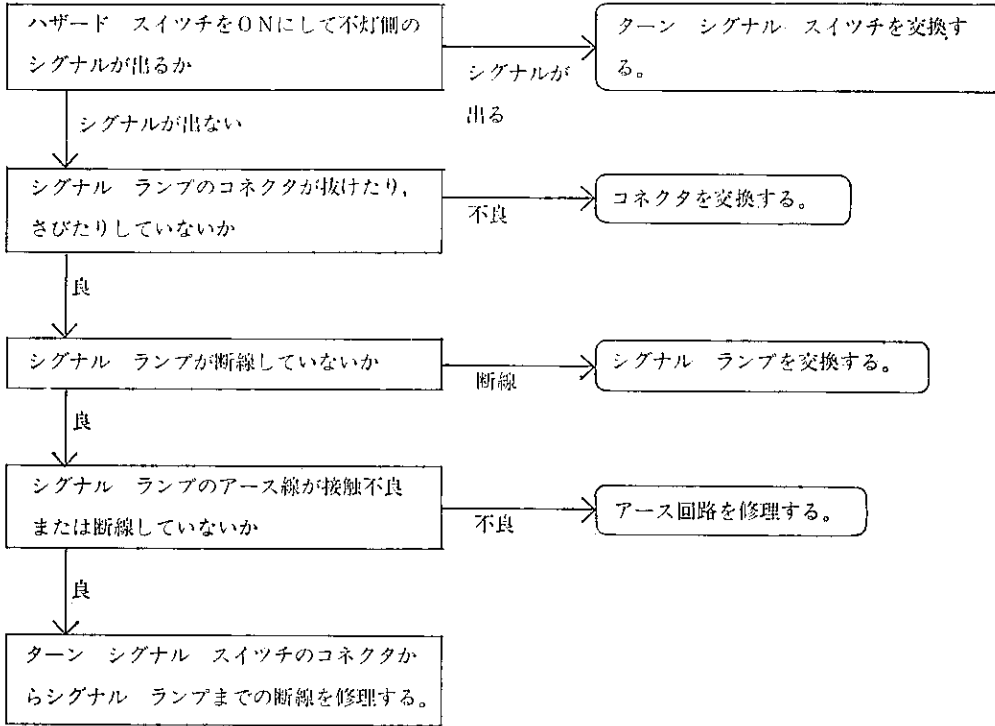 ハザード スイツチをONにして不灯側の
シグナルが出るか
シグナルが
出る
ターン シグナル スイツチを交換す
る。
シグナルが出ない
シグナル ランプのコネクタが抜けたり，
さびたりしていないか
不良
コネクタを交換する。
良
シグナル ランプが断線していないか
断線
シグナル ランプを交換する。
良
シグナル ランプのアース線が接触不良
または断線していないか
不良
アース回路を修理する。
良
ターン シグナル スイツチのコネクタか
らシグナル ランプまでの断線を修理する。